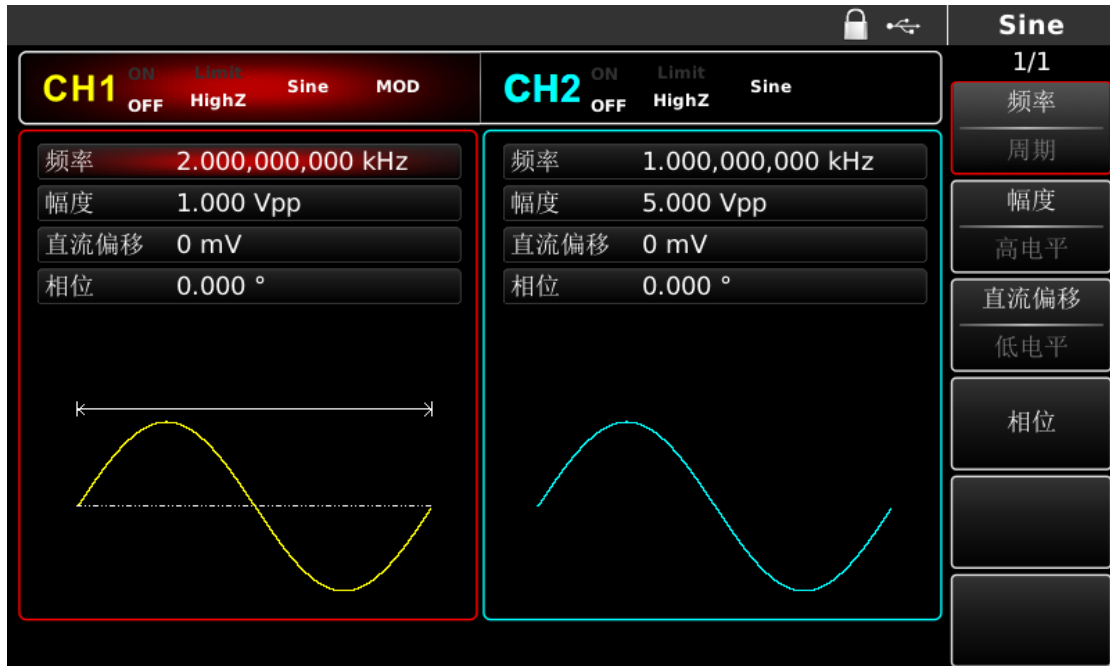 Sine
1/1
CH1 ON OFF Limit HighZ Sine MOD
CH2 ON OFF Limit HighZ Sine
频率 2.000,000,000 kHz
幅度 1.000 Vpp
直流偏移 0 mV
相位 0.000 °
频率 1.000,000,000 kHz
幅度 5.000 Vpp
直流偏移 0 mV
相位 0.000 °
频率
周期
幅度
高电平
直流偏移
低电平
相位